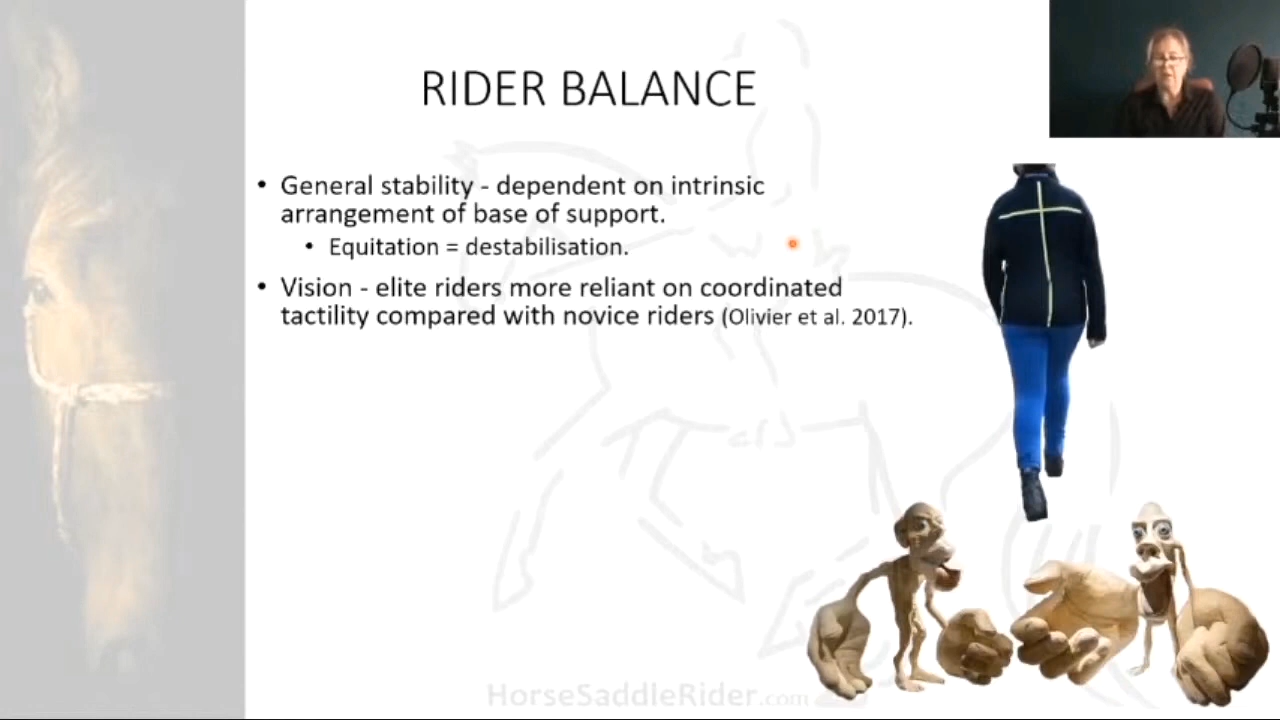 RIDER BALANCE
• General stability - dependent on intrinsic
arrangement of base of support.
• Equitation = destabilisation.
• Vision - elite riders more reliant on coordinated
tactility compared with novice riders (Olivier et al. 2017).
HorseSaddleRider.com